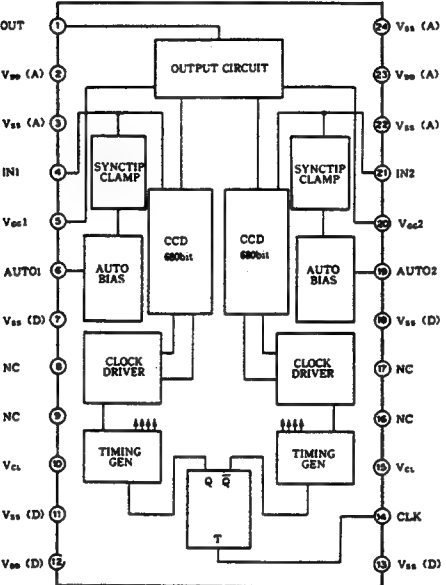 OUT
1
VDD (A)
2
VSS (A)
3
IN1
4
VGG1
5
AUTO1
6
VSS (D)
7
NC
8
NC
9
VCL
10
VSS (D)
11
VDD (D)
12
24
VSS (A)
23
VDD (A)
22
VSS (A)
21
IN2
20
VGG2
19
AUTO2
18
VSS (D)
17
NC
16
NC
15
VCL
14
CLK
13
VSS (D)
OUTPUT CIRCUIT
SYNCTIP
CLAMP
CCD
680bit
AUTO
BIAS
CLOCK
DRIVER
TIMING
GEN
CCD
680bit
SYNCTIP
CLAMP
AUTO
BIAS
CLOCK
DRIVER
TIMING
GEN
Q Q̅
T